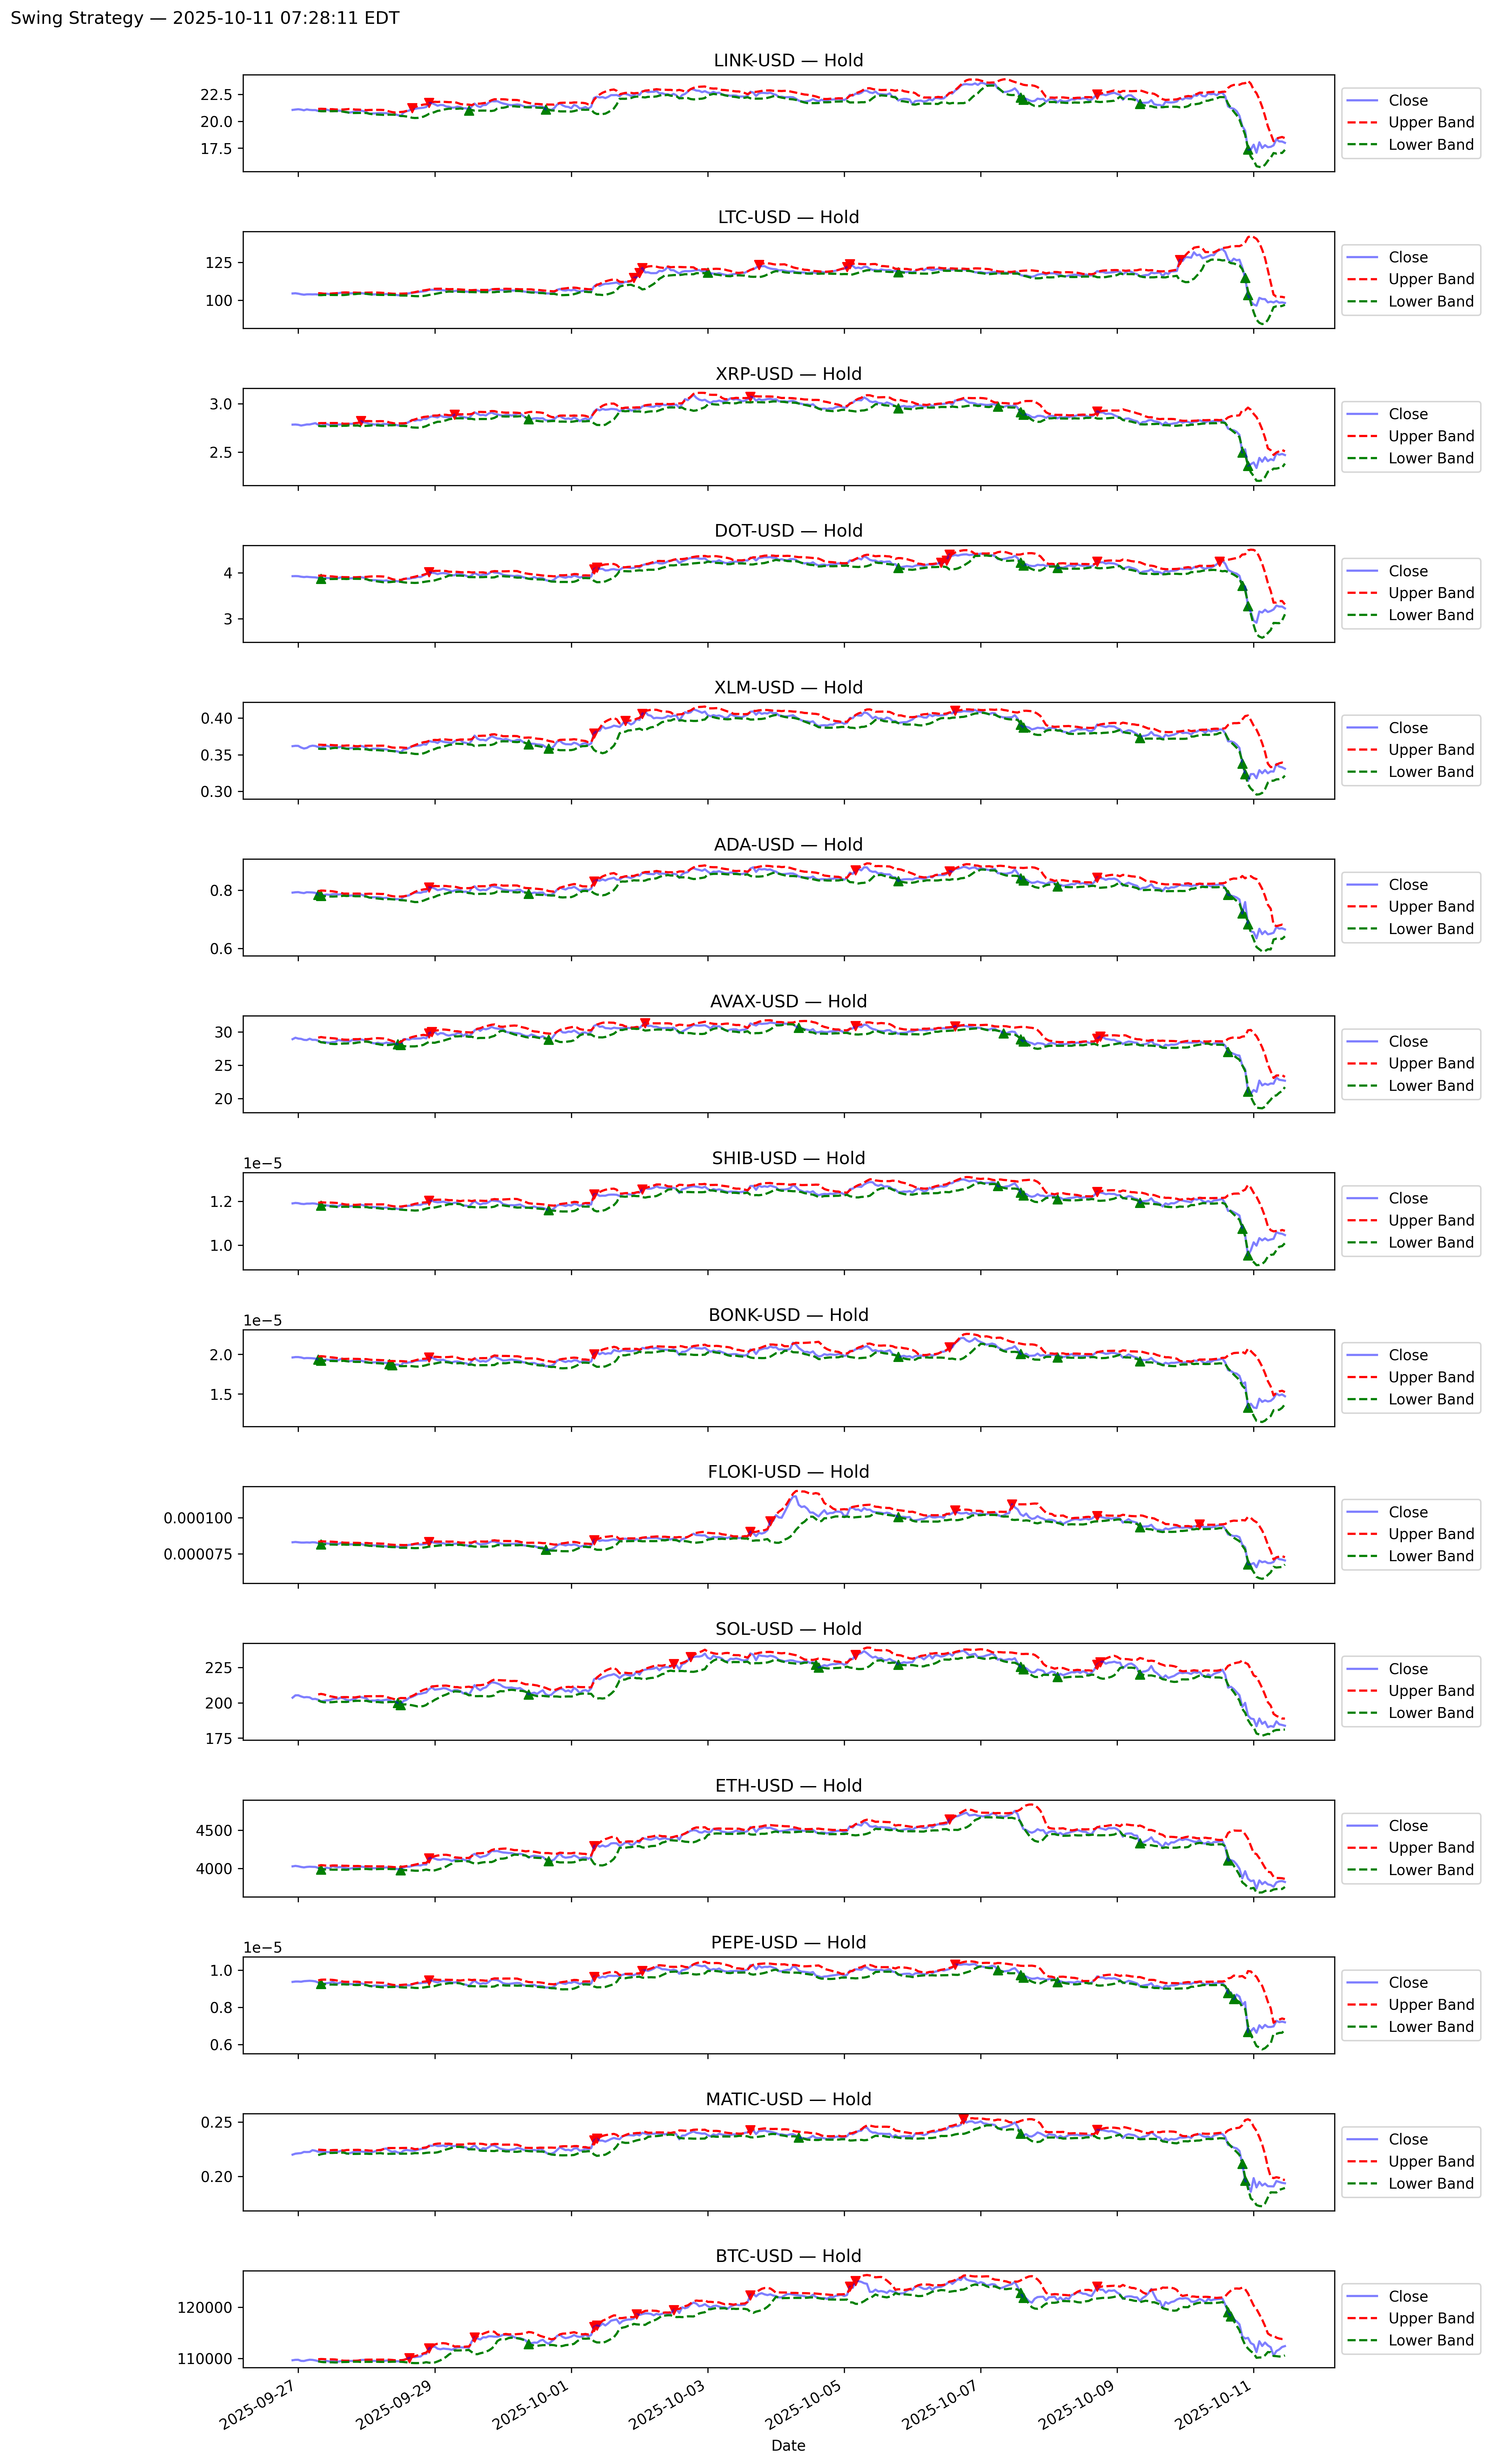 Swing Strategy — 2025-10-11 07:28:11 EDT
LINK-USD — Hold
22.5
20.0
17.5
Close
Upper Band
Lower Band
LTC-USD — Hold
125
100
Close
Upper Band
Lower Band
XRP-USD — Hold
3.0
2.5
Close
Upper Band
Lower Band
DOT-USD — Hold
4
3
Close
Upper Band
Lower Band
XLM-USD — Hold
0.40
0.35
0.30
Close
Upper Band
Lower Band
ADA-USD — Hold
0.8
0.6
Close
Upper Band
Lower Band
AVAX-USD — Hold
30
25
20
Close
Upper Band
Lower Band
SHIB-USD — Hold
1e−5
1.2
1.0
Close
Upper Band
Lower Band
BONK-USD — Hold
1e−5
2.0
1.5
Close
Upper Band
Lower Band
FLOKI-USD — Hold
0.000100
0.000075
Close
Upper Band
Lower Band
SOL-USD — Hold
225
200
175
Close
Upper Band
Lower Band
ETH-USD — Hold
4500
4000
Close
Upper Band
Lower Band
PEPE-USD — Hold
1e−5
1.0
0.8
0.6
Close
Upper Band
Lower Band
MATIC-USD — Hold
0.25
0.20
Close
Upper Band
Lower Band
BTC-USD — Hold
120000
110000
Close
Upper Band
Lower Band
2025-09-27
2025-09-29
2025-10-01
2025-10-03
2025-10-05
2025-10-07
2025-10-09
2025-10-11
Date